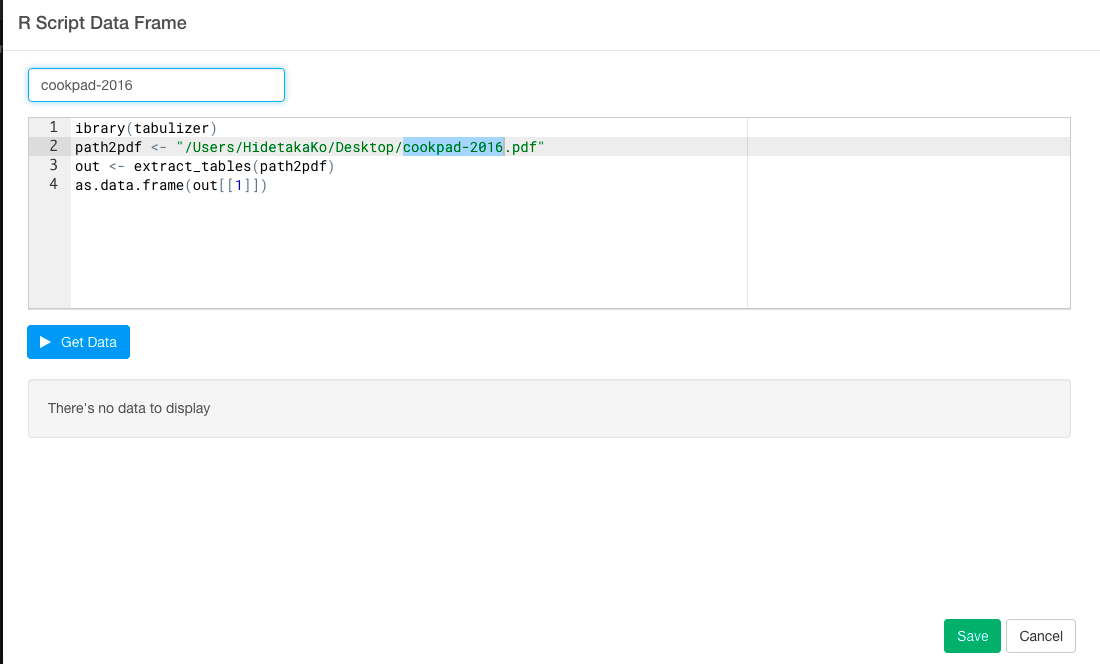 R Script Data Frame
cookpad-2016
1 ibrary(tabulizer)
2 path2pdf <- "/Users/HidetakaKo/Desktop/cookpad-2016.pdf"
3 out <- extract_tables(path2pdf)
4 as.data.frame(out[[1]])
Get Data
There's no data to display
Save Cancel